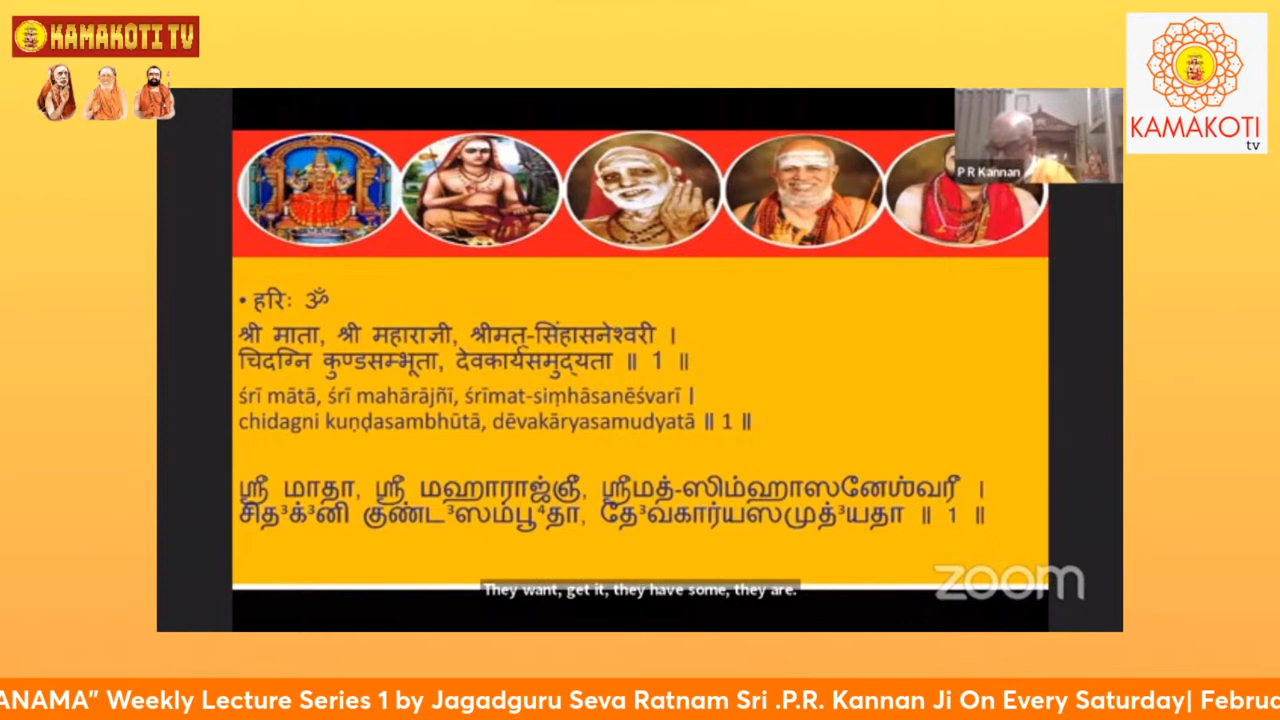 KAMAKOTI TV
KAMAKOTI
tv
P R Kannan
• हरिः ॐ
श्री माता, श्री महाराज्ञी, श्रीमत्-सिंहासनेश्वरी ।
चिदग्नि कुण्डसम्भूता, देवकार्यसमुद्यता ॥ 1 ॥
śrī mātā, śrī mahārājñī, śrīmat-siṃhāsanēśvarī |
chidagni kuṇḍasambhūtā, dēvakāryasamudyatā ‖ 1 ‖
ஶ்ரீ மாதா, ஶ்ரீ மஹாராஜ்ஞீ, ஶ்ரீமத்-ஸிம்ஹாஸனேஶ்வரீ ।
சித³க்³னி குண்ட³ஸம்பூ⁴தா, தே³வகார்யஸமுத்³யதா ॥ 1 ॥
They want, get it, they have some, they are.
zoom
ANAMA" Weekly Lecture Series 1 by Jagadguru Seva Ratnam Sri .P.R. Kannan Ji On Every Saturday| Februa